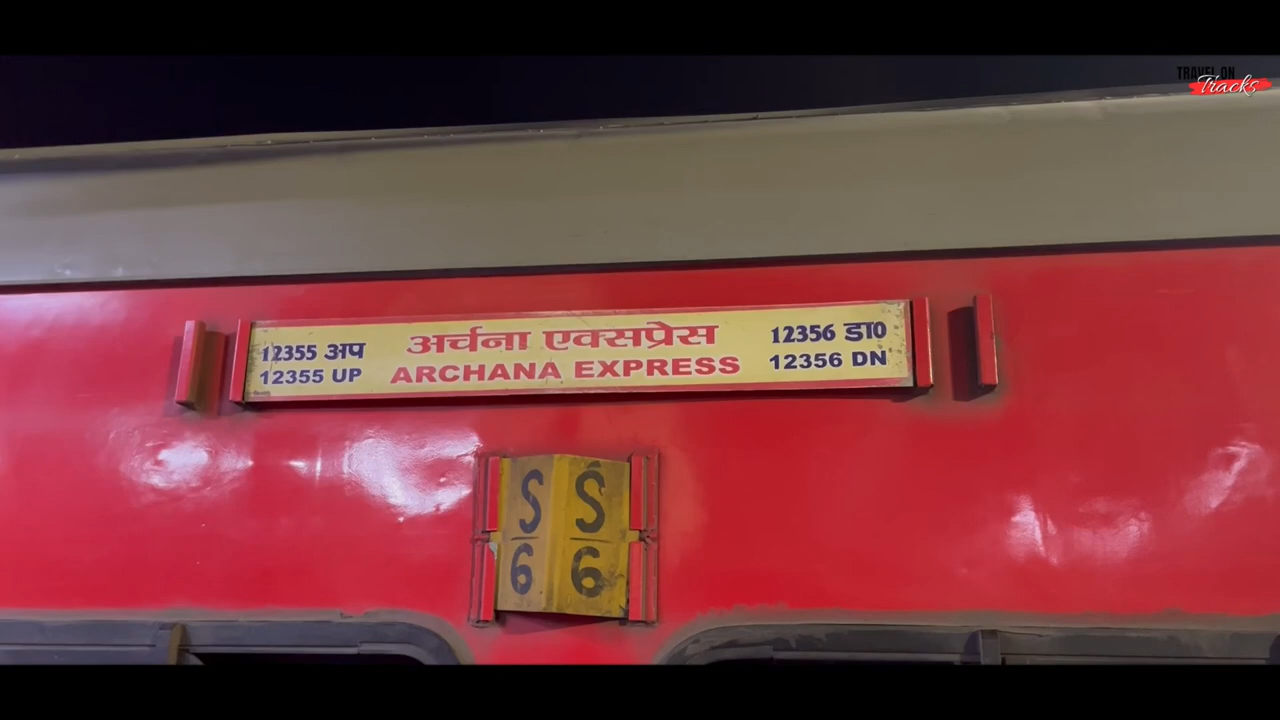 TRAVEL ON
Tracks
12355 अप अर्चना एक्सप्रेस 12356 डा0
12355 UP ARCHANA EXPRESS 12356 DN
S S
6 6